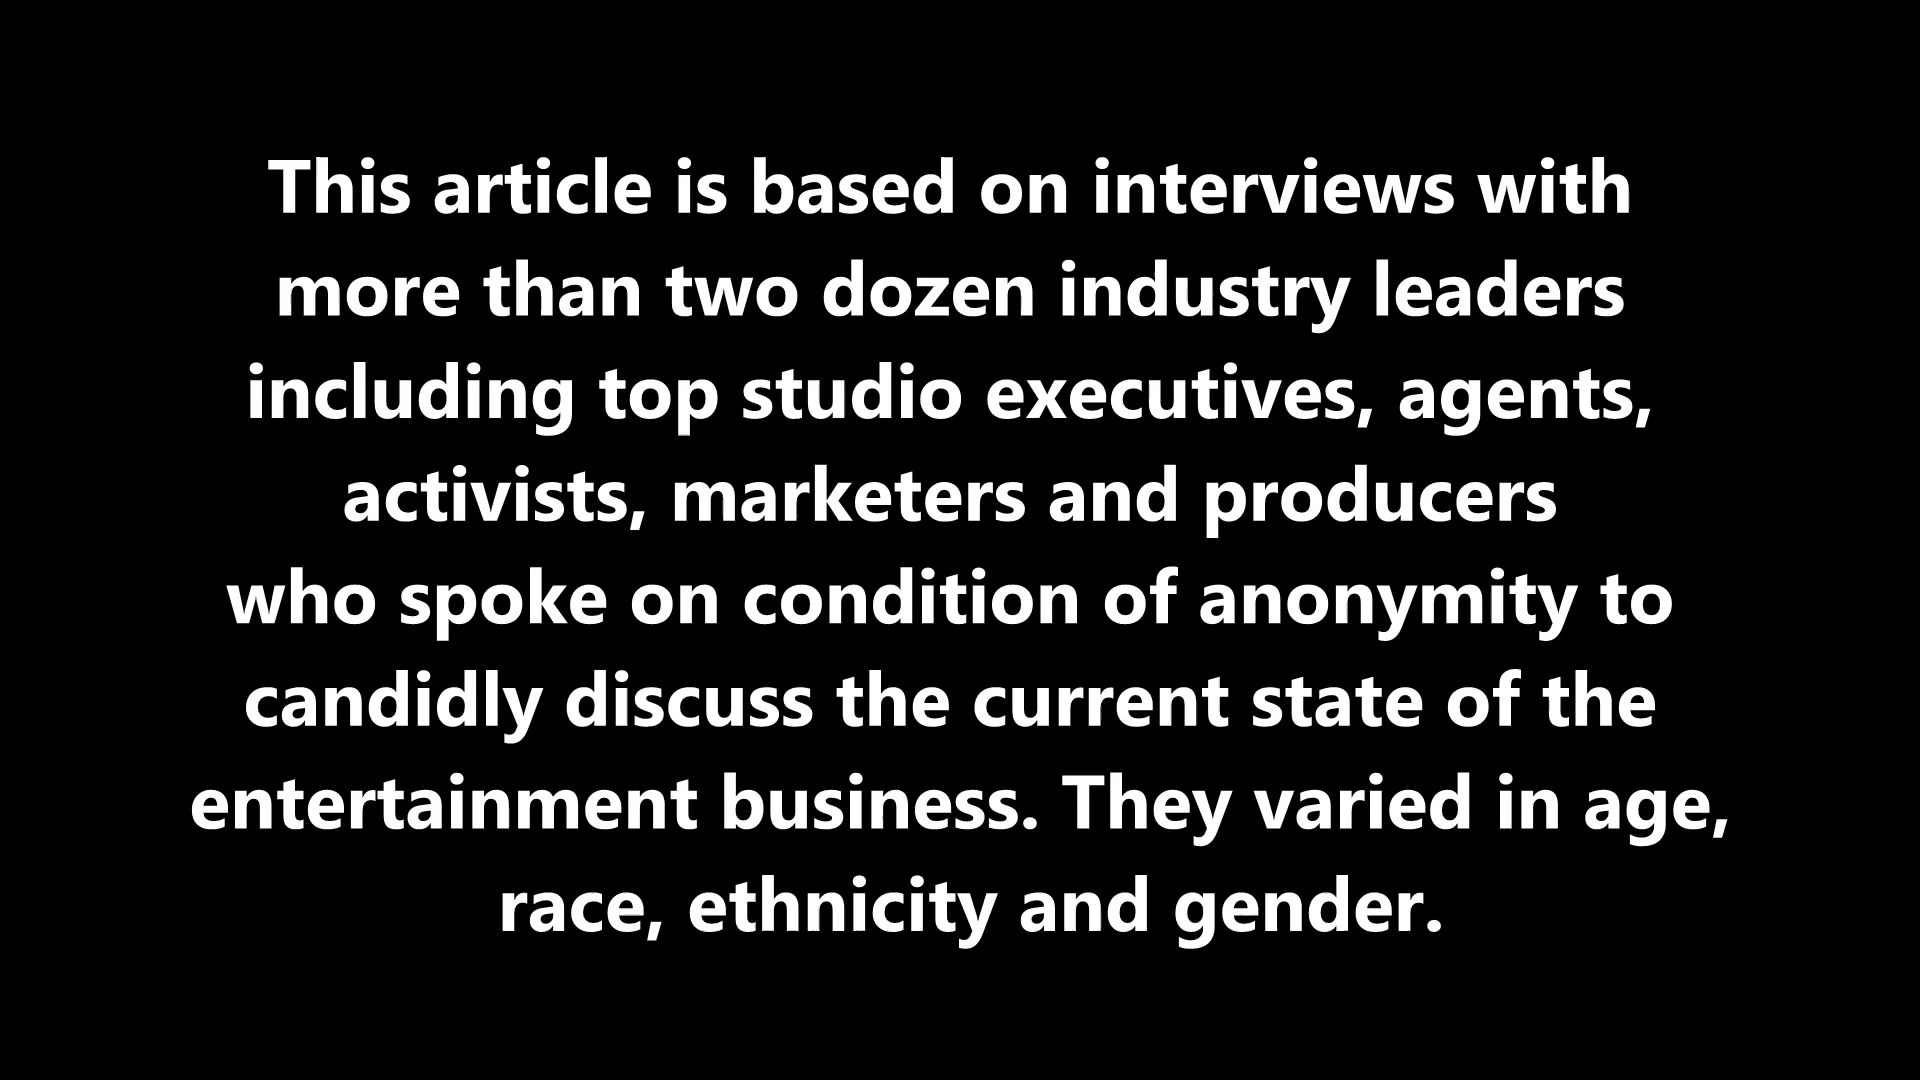 This article is based on interviews with
more than two dozen industry leaders
including top studio executives, agents,
activists, marketers and producers
who spoke on condition of anonymity to
candidly discuss the current state of the
entertainment business. They varied in age,
race, ethnicity and gender.